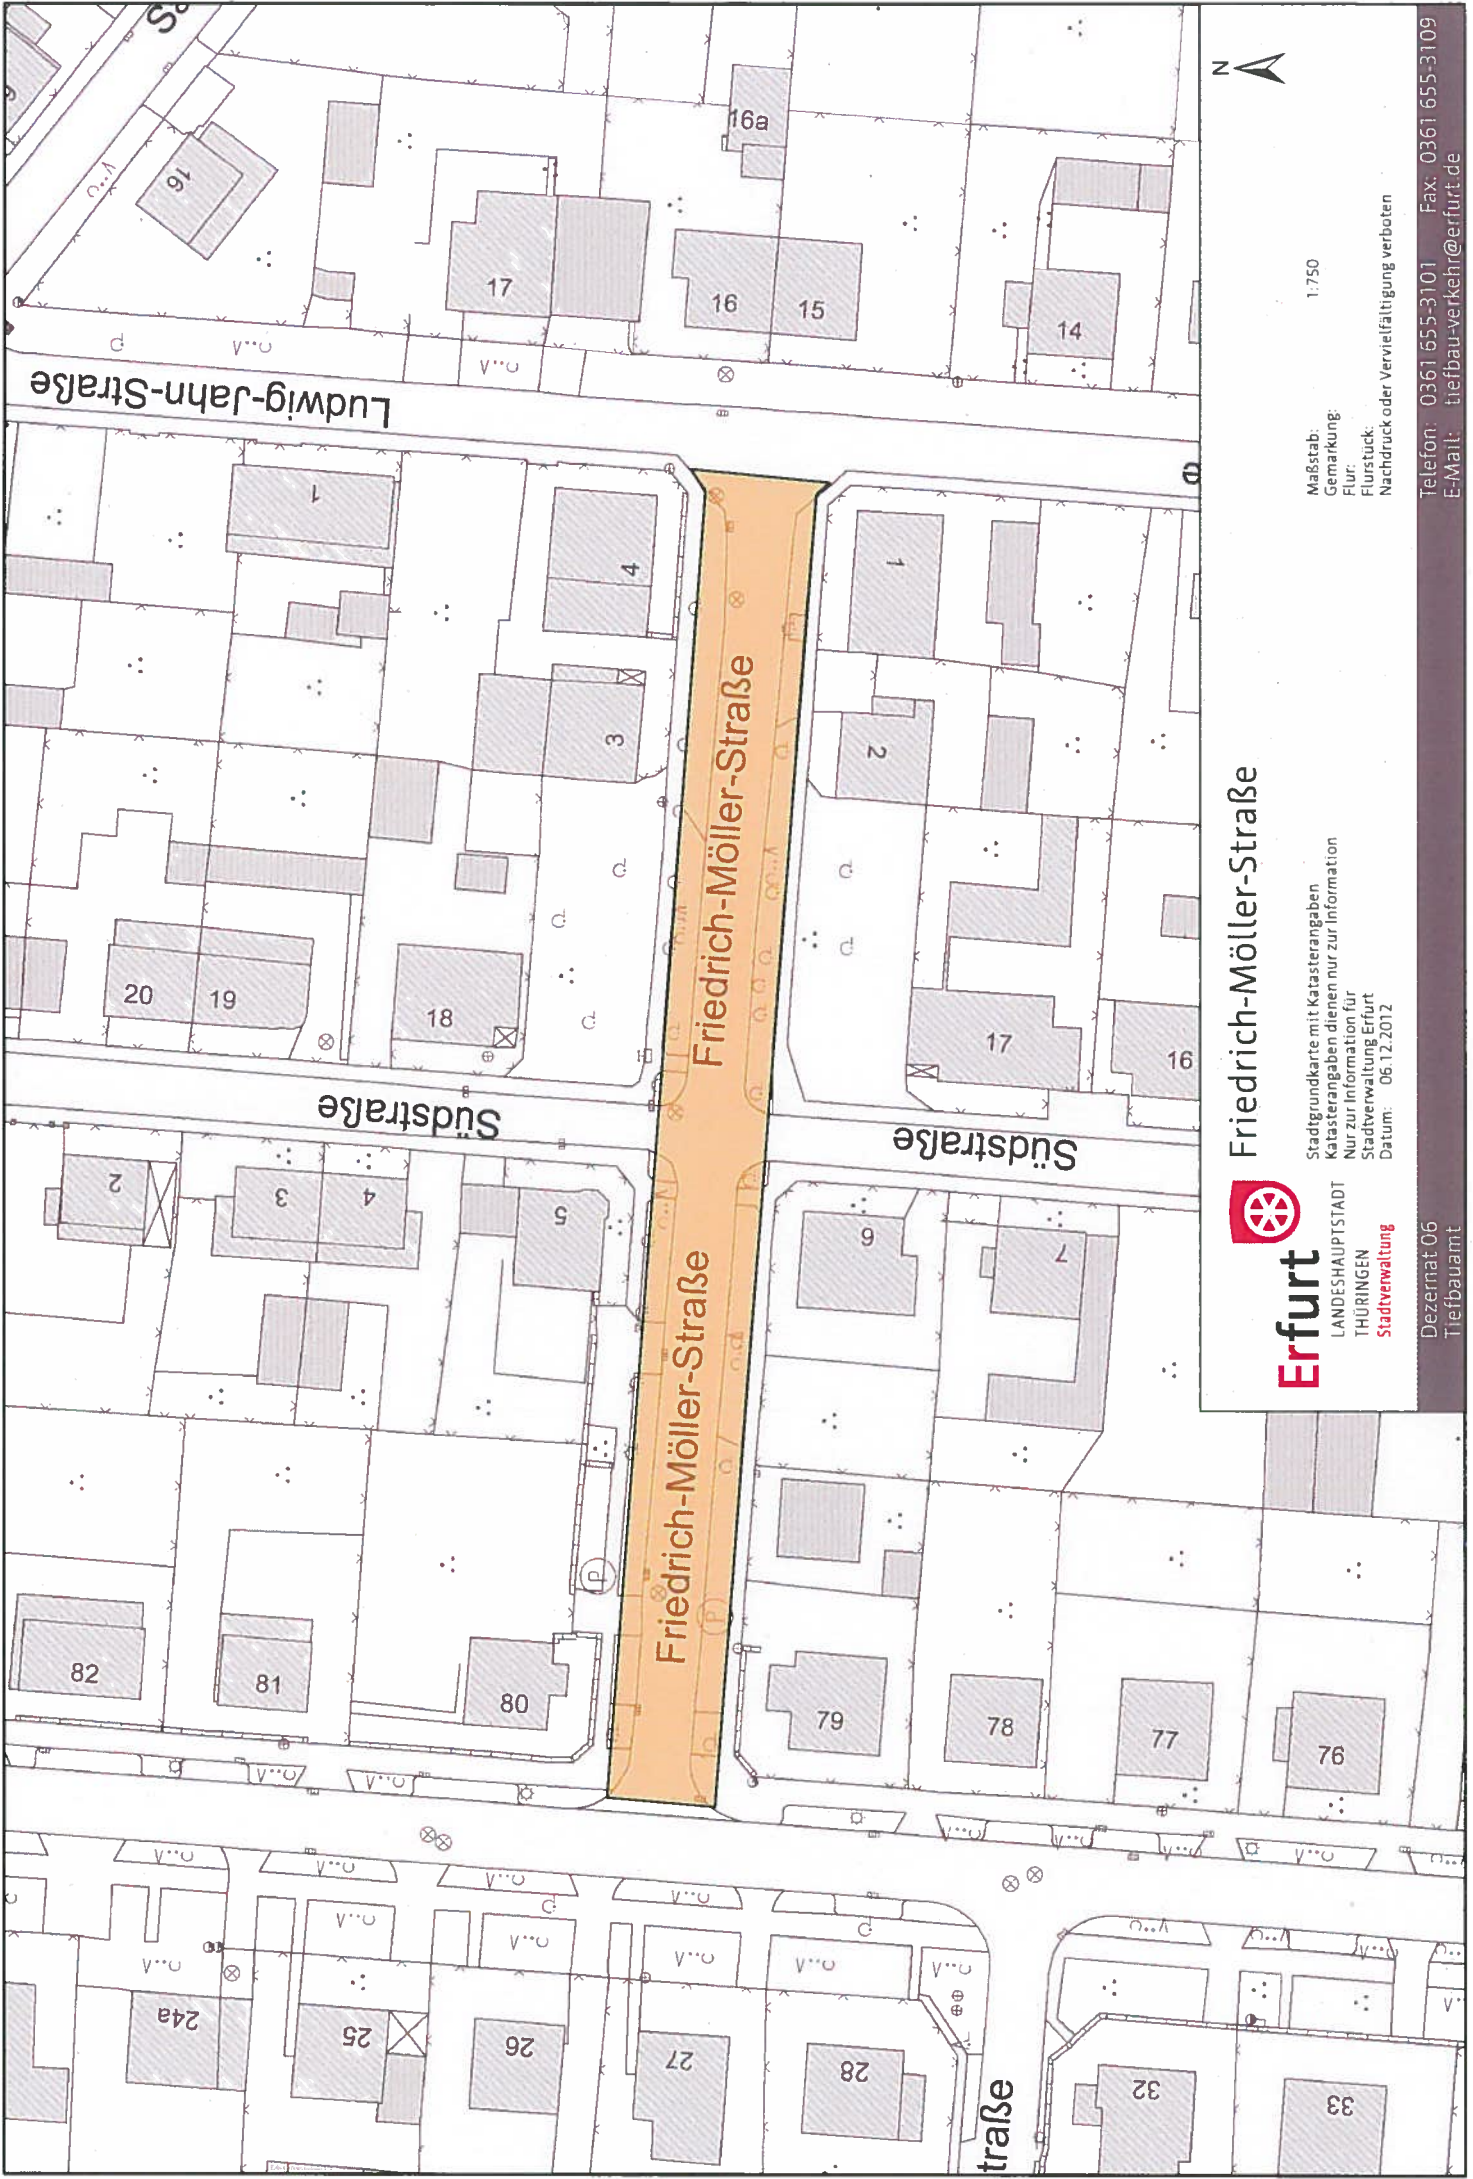 Ludwig-Jahn-Straße
Südstraße
Südstraße
Friedrich-Möller-Straße
Friedrich-Möller-Straße
traße
16
16a
17
16
15
14
1
4
3
1
2
20
19
18
17
16
2
3
4
5
6
7
82
81
80
79
78
77
76
24a
25
26
27
28
32
33
P
P
N
Friedrich-Möller-Straße
Erfurt
LANDESHAUPTSTADT
THÜRINGEN
Stadtverwaltung
Stadtgrundkarte mit Katasterangaben
Katasterangaben dienen nur zur Information
Nur zur Information für
Stadtverwaltung Erfurt
Datum: 06.12.2012
Maßstab: 1:750
Gemarkung:
Flur:
Flurstück:
Nachdruck oder Vervielfältigung verboten
Dezernat 06
Tiefbauamt
Telefon: 0361 655-3101 Fax: 0361 655-3109
E-Mail: tiefbau-verkehr@erfurt.de